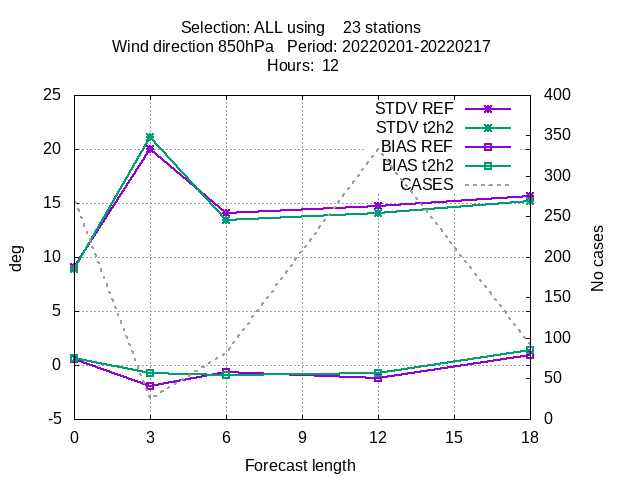 Selection: ALL using    23 stations
Wind direction 850hPa   Period: 20220201-20220217
Hours:  12
25
20
15
10
5
0
-5
400
350
300
250
200
150
100
50
0
STDV REF
STDV t2h2
BIAS REF
BIAS t2h2
CASES
deg
No cases
0 3 6 9 12 15 18
Forecast length